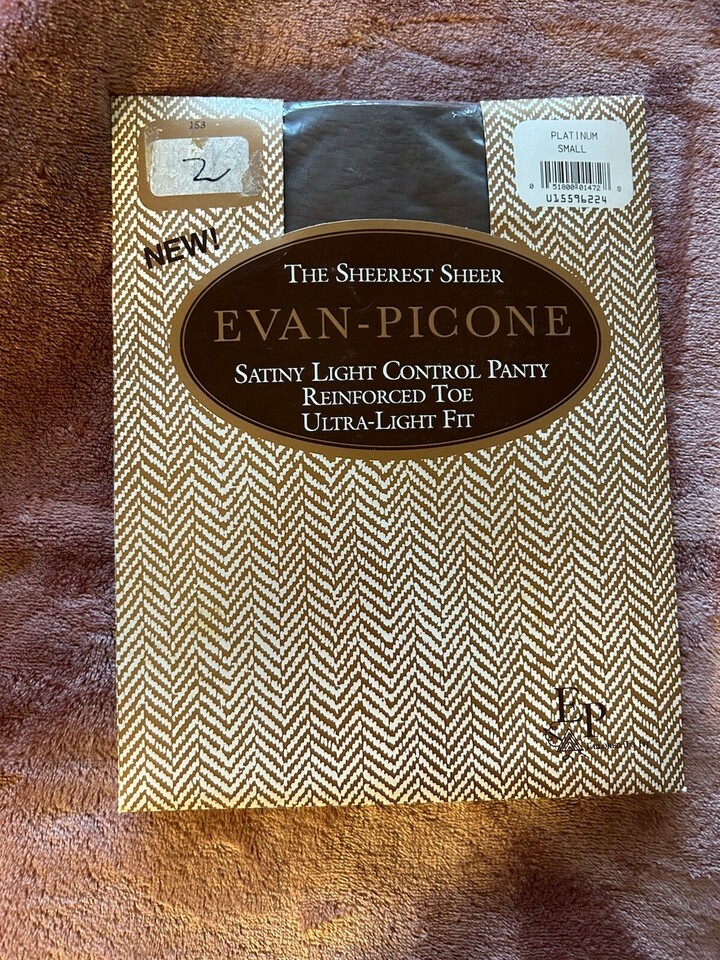 153
2
PLATINUM
SMALL
0 51800 01472 8
U15596224
NEW!
THE SHEEREST SHEER
EVAN-PICONE
SATINY LIGHT CONTROL PANTY
REINFORCED TOE
ULTRA-LIGHT FIT
EP